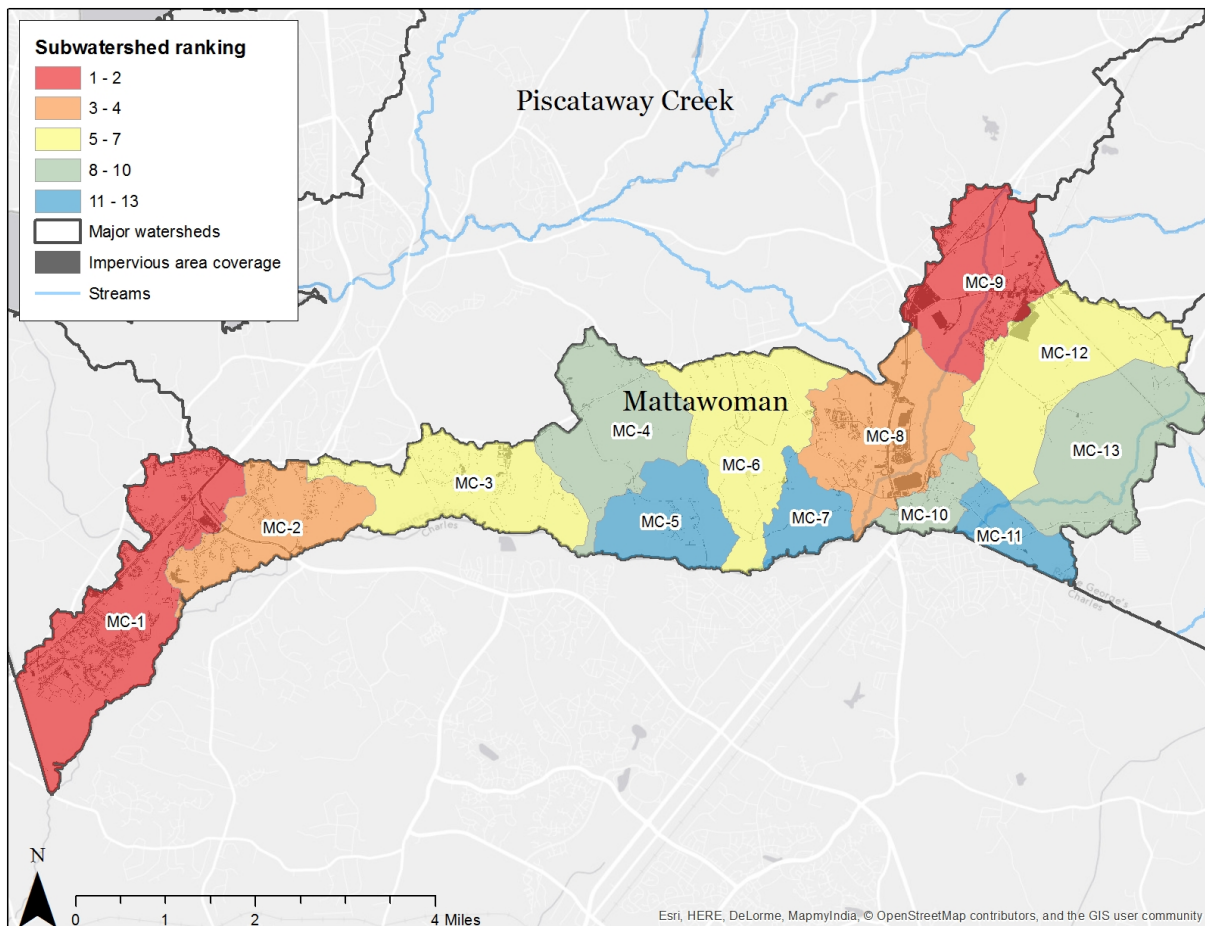 Subwatershed ranking
1 - 2
3 - 4
5 - 7
8 - 10
11 - 13
Major watersheds
Impervious area coverage
Streams
Piscataway Creek
MC-9
MC-12
Mattawoman
MC-4
MC-8
MC-13
MC-6
MC-3
MC-10
MC-5
MC-7
MC-2
Charles
MC-11
George's
Charles
MC-1
N
0 2 4 Miles
Esri, HERE, DeLorme, MapmyIndia, © OpenStreetMap contributors, and the GIS user community